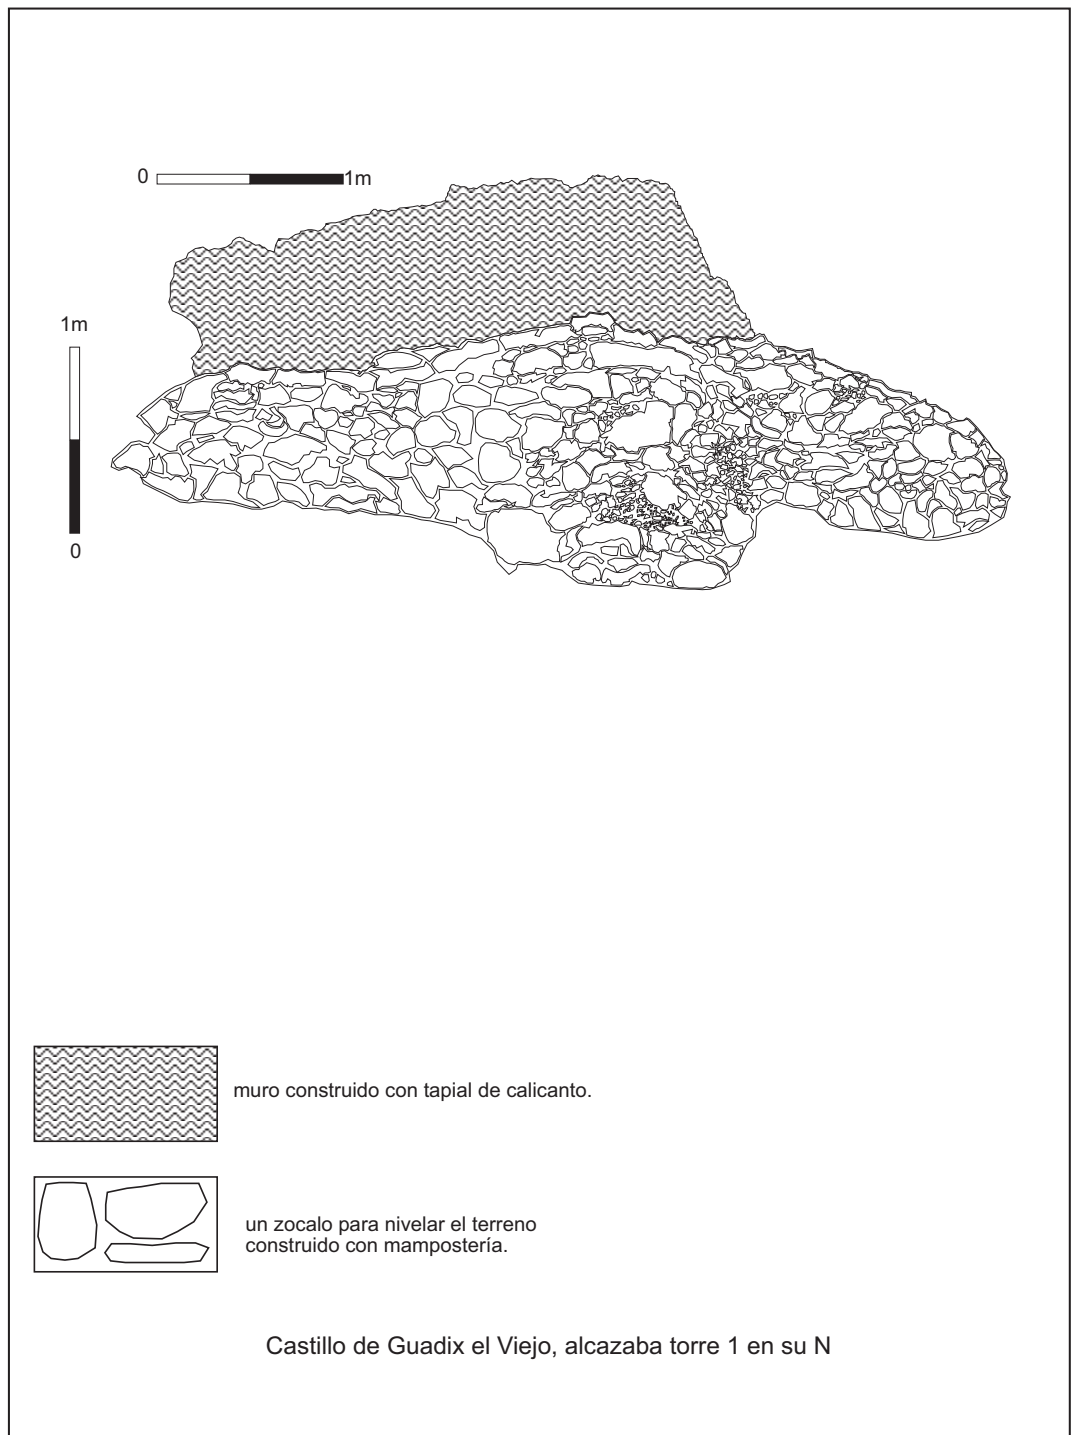 0 1m
1m
0
muro construido con tapial de calicanto.
un zocalo para nivelar el terreno
construido con mampostería.
Castillo de Guadix el Viejo, alcazaba torre 1 en su N